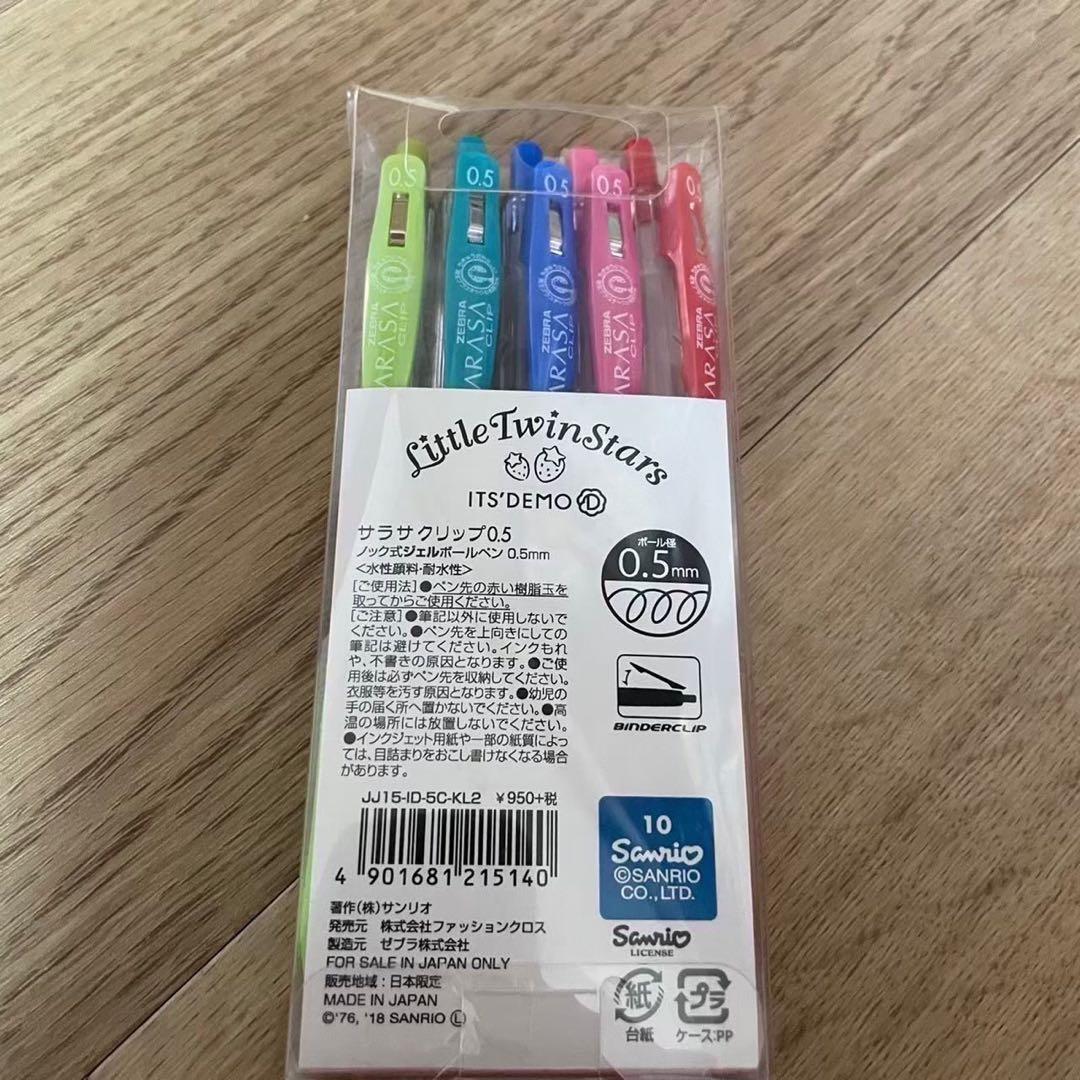 0.5 0.5 0.5 0.5 0.
ZEBRA ZEBRA ZEBRA ZEBRA
ARASA ARASA ARASA ARASA ARASA
CLIP CLIP CLIP CLIP
LittleTwinStars
ITS'DEMO D
サラサクリップ0.5
ノック式ジェルボールペン 0.5mm
<水性顔料・耐水性>
[ご使用法]●ペン先の赤い樹脂玉を
取ってからご使用ください。
[ご注意]●筆記以外に使用しないで
ください。●ペン先を上向きにしての
筆記は避けてください。インクもれ
や、不書きの原因となります。●ご使
用後は必ずペン先を収納してください。
衣服等を汚す原因となります。●幼児の
手の届く所へ置かないでください。●高
温の場所には放置しないでください。
●インクジェット用紙や一部の紙質によっ
ては、目詰まりをおこし書けなくなる場合
があります。
ボール径
0.5mm
BINDERCLIP
JJ15-ID-5C-KL2 ¥950+税
4 901681 215140
10
Sanrio
©SANRIO
CO.,LTD.
Sanrio
LICENSE
著作(株)サンリオ
発売元 株式会社ファッションクロス
製造元 ゼブラ株式会社
FOR SALE IN JAPAN ONLY
販売地域:日本限定
MADE IN JAPAN
©'76, '18 SANRIO Ⓛ
紙
台紙
プラ
ケース:PP